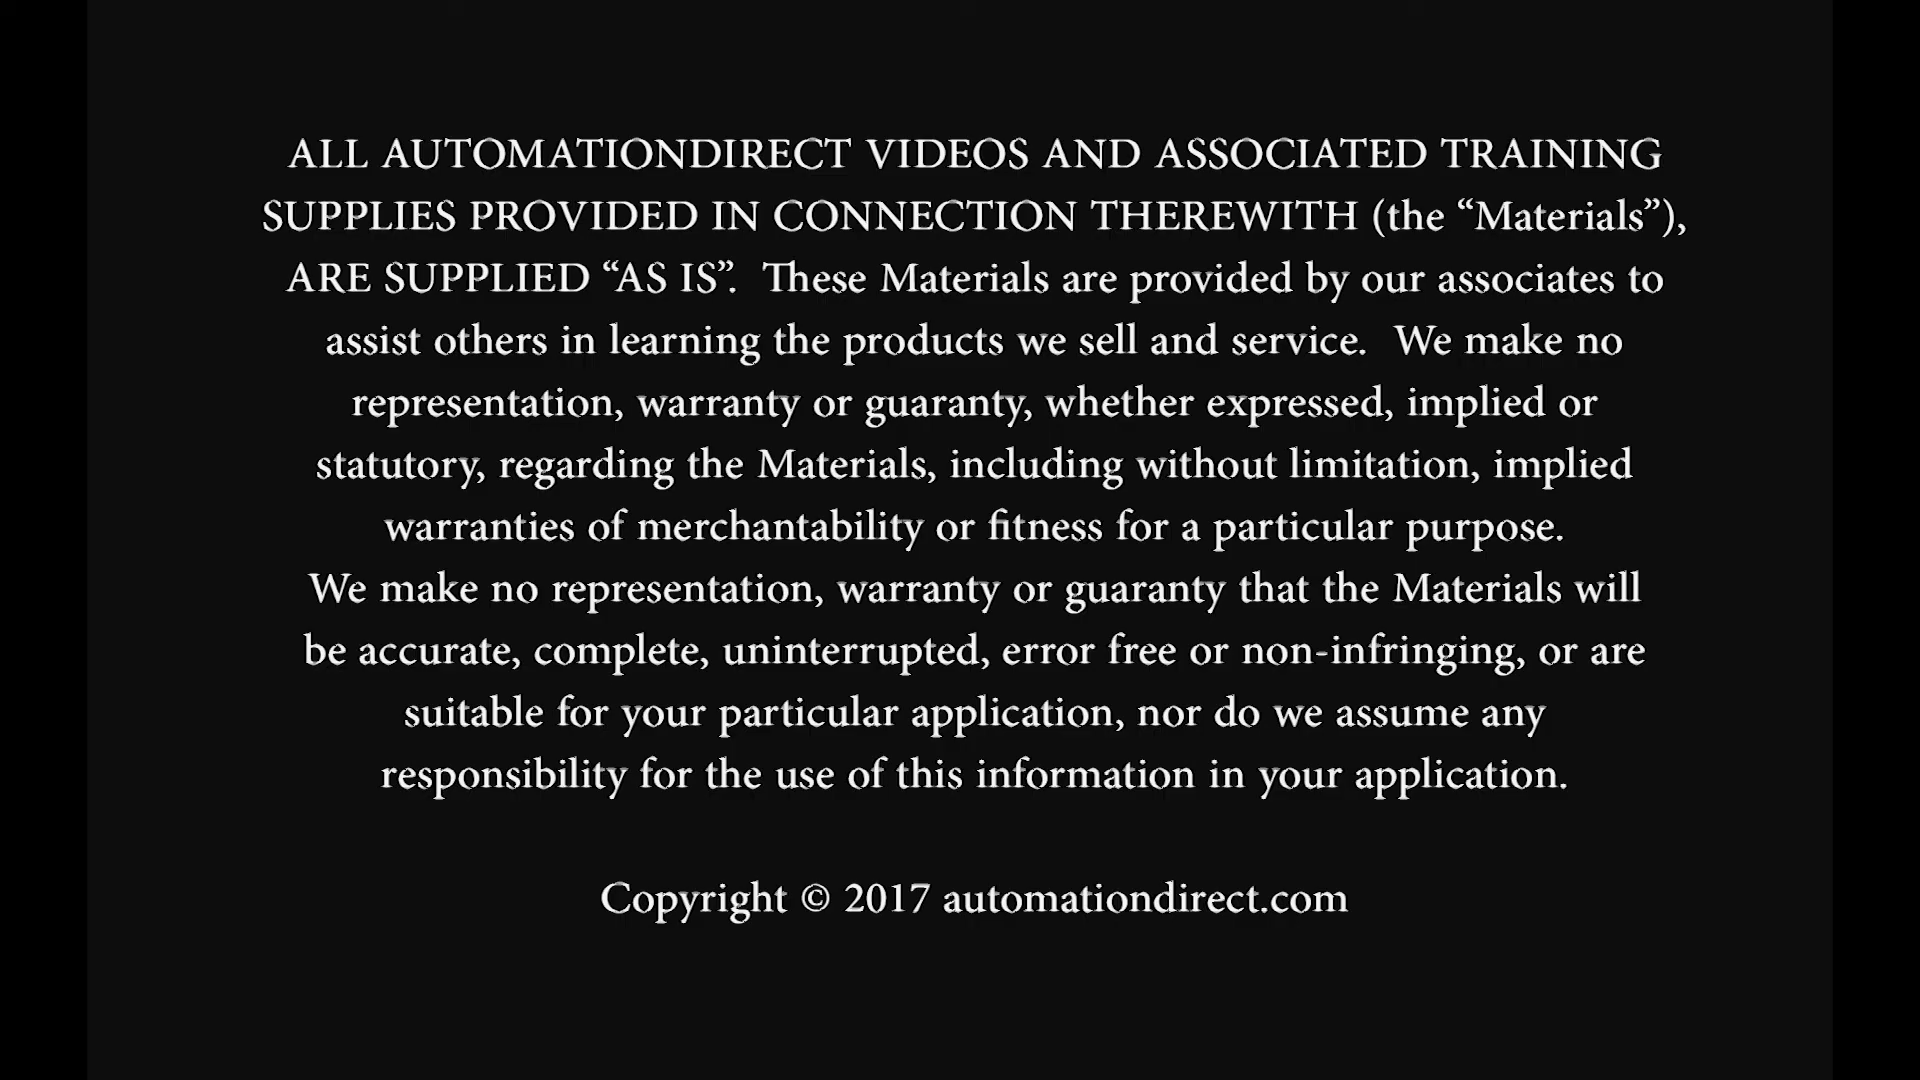 ALL AUTOMATIONDIRECT VIDEOS AND ASSOCIATED TRAINING
SUPPLIES PROVIDED IN CONNECTION THEREWITH (the “Materials”),
ARE SUPPLIED “AS IS”.  These Materials are provided by our associates to
assist others in learning the products we sell and service.  We make no
representation, warranty or guaranty, whether expressed, implied or
statutory, regarding the Materials, including without limitation, implied
warranties of merchantability or fitness for a particular purpose.
We make no representation, warranty or guaranty that the Materials will
be accurate, complete, uninterrupted, error free or non-infringing, or are
suitable for your particular application, nor do we assume any
responsibility for the use of this information in your application.
Copyright © 2017 automationdirect.com